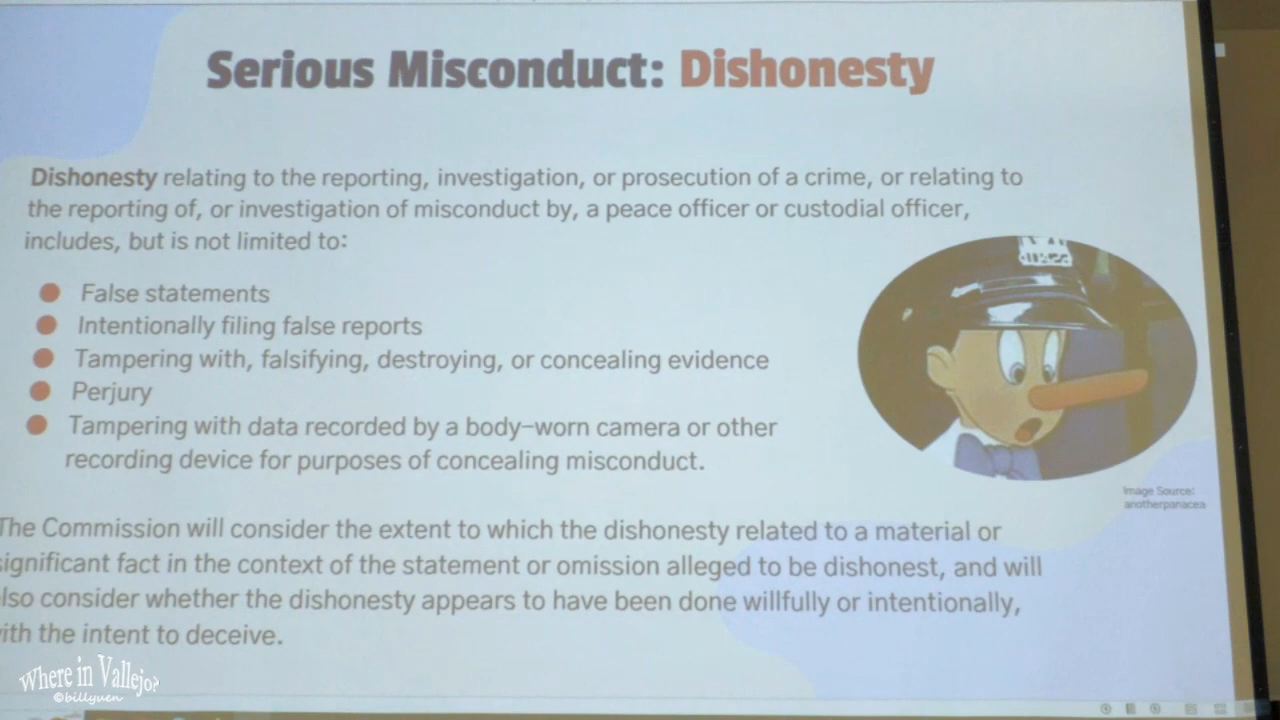 Serious Misconduct: Dishonesty
Dishonesty relating to the reporting, investigation, or prosecution of a crime, or relating to
the reporting of, or investigation of misconduct by, a peace officer or custodial officer,
includes, but is not limited to:
False statements
Intentionally filing false reports
Tampering with, falsifying, destroying, or concealing evidence
Perjury
Tampering with data recorded by a body-worn camera or other
recording device for purposes of concealing misconduct.
Image Source:
anotherpanacea
The Commission will consider the extent to which the dishonesty related to a material or
significant fact in the context of the statement or omission alleged to be dishonest, and will
also consider whether the dishonesty appears to have been done willfully or intentionally,
with the intent to deceive.
Where in Vallejo?
©billyuen